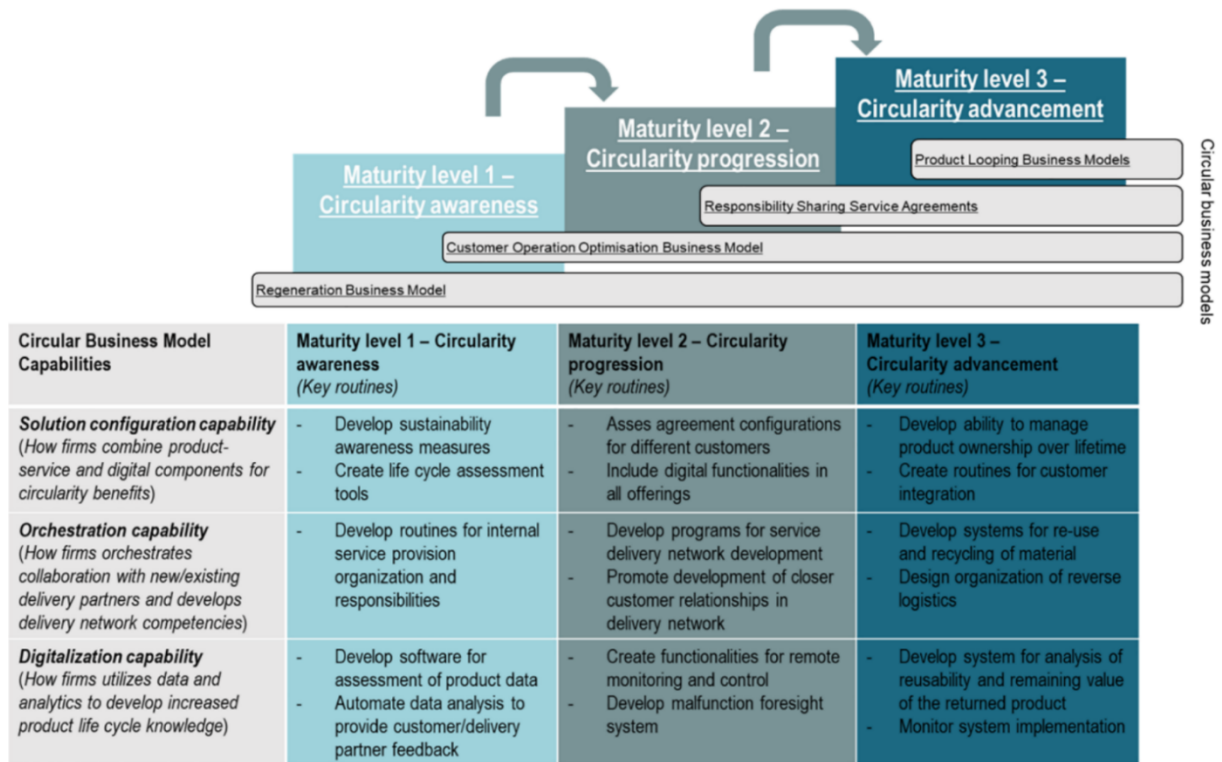 Maturity level 3 –
Circularity advancement
Maturity level 2 –
Circularity progression
Maturity level 1 –
Circularity awareness
Product Looping Business Models
Responsibility Sharing Service Agreements
Customer Operation Optimisation Business Model
Regeneration Business Model
Circular business models
Circular Business Model
Capabilities
Maturity level 1 – Circularity
awareness
(Key routines)
Maturity level 2 – Circularity
progression
(Key routines)
Maturity level 3 –
Circularity advancement
(Key routines)
Solution configuration capability
(How firms combine product-
service and digital components for
circularity benefits)
- Develop sustainability
awareness measures
- Create life cycle assessment
tools
- Asses agreement configurations
for different customers
- Include digital functionalities in
all offerings
- Develop ability to manage
product ownership over lifetime
- Create routines for customer
integration
Orchestration capability
(How firms orchestrates
collaboration with new/existing
delivery partners and develops
delivery network competencies)
- Develop routines for internal
service provision
organization and
responsibilities
- Develop programs for service
delivery network development
- Promote development of closer
customer relationships in
delivery network
- Develop systems for re-use
and recycling of material
- Design organization of reverse
logistics
Digitalization capability
(How firms utilizes data and
analytics to develop increased
product life cycle knowledge)
- Develop software for
assessment of product data
- Automate data analysis to
provide customer/delivery
partner feedback
- Create functionalities for remote
monitoring and control
- Develop malfunction foresight
system
- Develop system for analysis of
reusability and remaining value
of the returned product
- Monitor system implementation